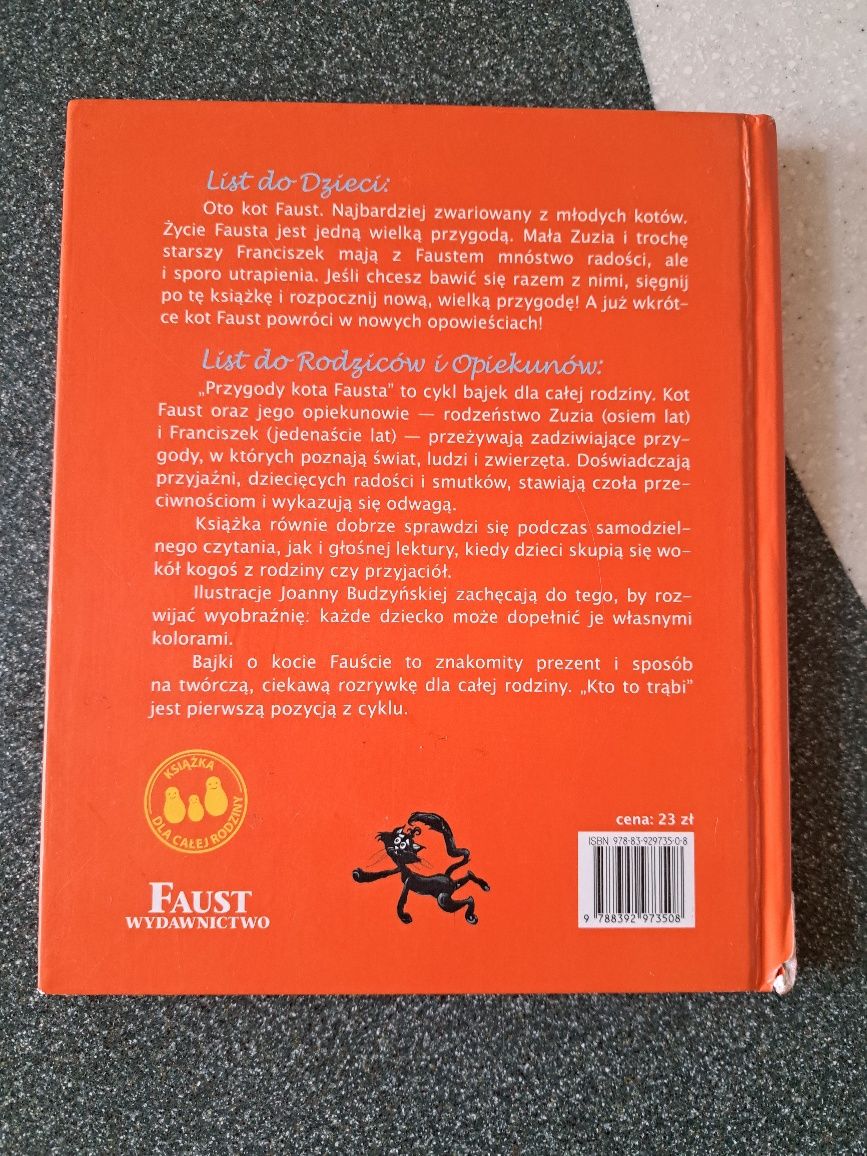 List do Dzieci:
Oto kot Faust. Najbardziej zwariowany z młodych kotów.
Życie Fausta jest jedną wielką przygodą. Mała Zuzia i trochę
starszy Franciszek mają z Faustem mnóstwo radości, ale
i sporo utrapienia. Jeśli chcesz bawić się razem z nimi, sięgnij
po tę książkę i rozpocznij nową, wielką przygodę! A już wkrót-
ce kot Faust powróci w nowych opowieściach!
List do Rodziców i Opiekunów:
„Przygody kota Fausta” to cykl bajek dla całej rodziny. Kot
Faust oraz jego opiekunowie — rodzeństwo Zuzia (osiem lat)
i Franciszek (jedenaście lat) — przeżywają zadziwiające przy-
gody, w których poznają świat, ludzi i zwierzęta. Doświadczają
przyjaźni, dziecięcych radości i smutków, stawiają czoła prze-
ciwnościom i wykazują się odwagą.
Książka równie dobrze sprawdzi się podczas samodziel-
nego czytania, jak i głośnej lektury, kiedy dzieci skupią się wo-
kół kogoś z rodziny czy przyjaciół.
Ilustracje Joanny Budzyńskiej zachęcają do tego, by roz-
wijać wyobraźnię: każde dziecko może dopełnić je własnymi
kolorami.
Bajki o kocie Fauście to znakomity prezent i sposób
na twórczą, ciekawą rozrywkę dla całej rodziny. „Kto to trąbi”
jest pierwszą pozycją z cyklu.
KSIĄŻKA
DLA CAŁEJ RODZINY
FAUST
WYDAWNICTWO
cena: 23 zł
ISBN 978-83-929735-0-8
9 788392 973508